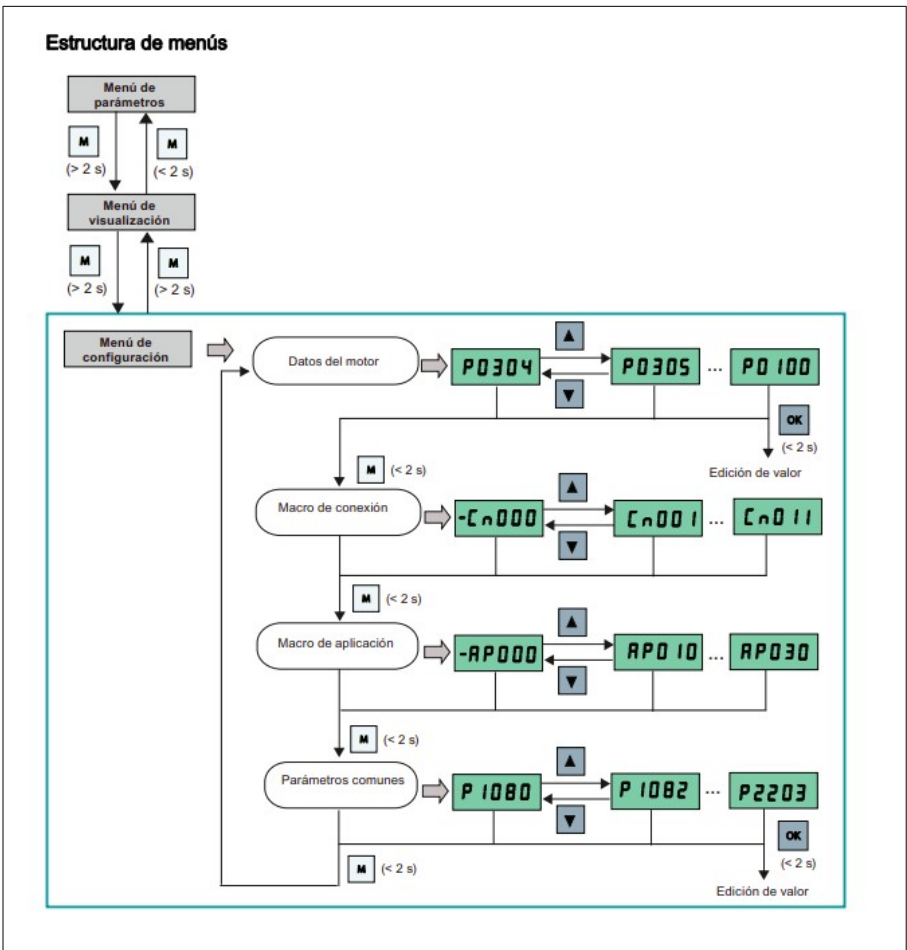 Estructura de menús
Menú de
parámetros
M
M
(> 2 s)
(< 2 s)
Menú de
visualización
M
M
(> 2 s)
(> 2 s)
Menú de
configuración
Datos del motor
P0304
▲
▼
P0305
...
P0100
OK
(< 2 s)
Edición de valor
M (< 2 s)
Macro de conexión
-Cn000
▲
▼
Cn001
...
Cn011
M (< 2 s)
Macro de aplicación
-AP000
▲
▼
AP010
...
AP030
M (< 2 s)
Parámetros comunes
P1080
▲
▼
P1082
...
P2203
OK
(< 2 s)
Edición de valor
M (< 2 s)